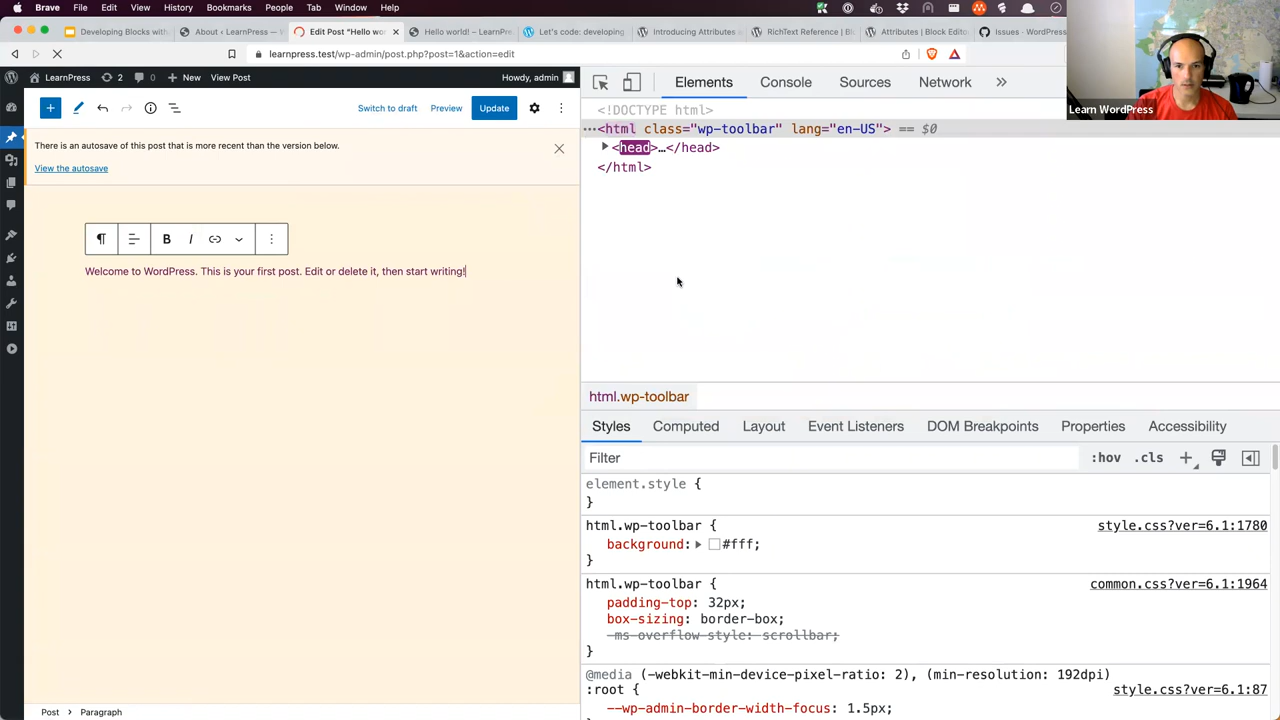 Brave File Edit View History Bookmarks People Tab Window Help
Developing Blocks with
About ‹ LearnPress — 
Edit Post “Hello wor
Hello world! – LearnPress
Let's code: developing
Introducing Attributes
RichText Reference | B
Attributes | Block Edit
Issues · WordPress
learnpress.test/wp-admin/post.php?post=1&action=edit
LearnPress 2 0 New View Post Howdy, admin
Switch to draft Preview Update
There is an autosave of this post that is more recent than the version below.
View the autosave
B I
Welcome to WordPress. This is your first post. Edit or delete it, then start writing!
Post > Paragraph
Elements Console Sources Network »
<!DOCTYPE html>
<html class="wp-toolbar" lang="en-US"> == $0
<head>…</head>
</html>
html.wp-toolbar
Styles Computed Layout Event Listeners DOM Breakpoints Properties Accessibility
Filter :hov .cls +
element.style {
}
html.wp-toolbar { style.css?ver=6.1:1780
background: #fff;
}
html.wp-toolbar { common.css?ver=6.1:1964
padding-top: 32px;
box-sizing: border-box;
-ms-overflow-style: scrollbar;
}
@media (-webkit-min-device-pixel-ratio: 2), (min-resolution: 192dpi)
:root { style.css?ver=6.1:87
--wp-admin-border-width-focus: 1.5px;
Learn WordPress